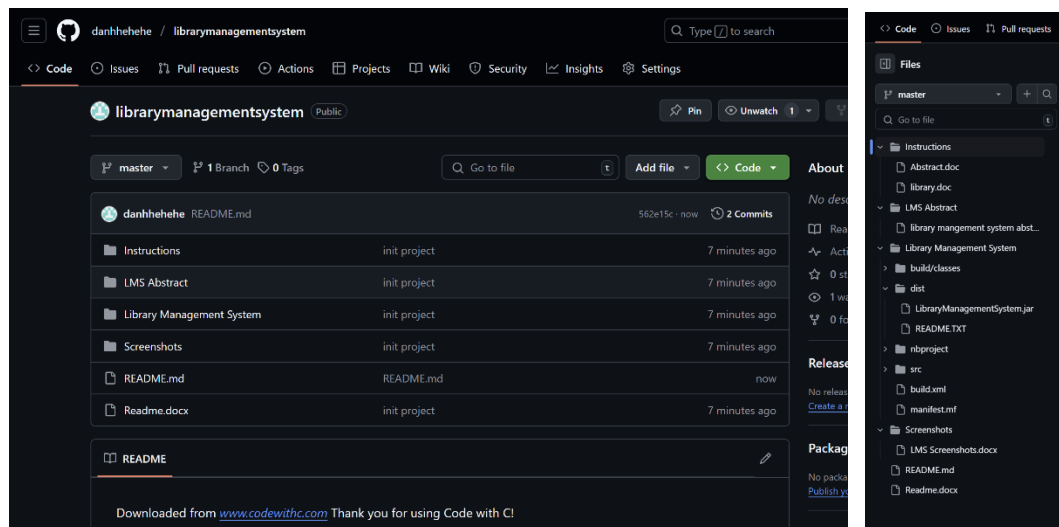 danhhehehe / librarymanagementsystem
Type / to search
Code Issues Pull requests Actions Projects Wiki Security Insights Settings
librarymanagementsystem Public
Pin Unwatch 1
master 1 Branch 0 Tags
Go to file t
Add file Code
About
danhhehehe README.md
562e15c · now 2 Commits
No desc
Instructions init project 7 minutes ago
Rea
Acti
LMS Abstract init project 7 minutes ago
0 st
1 wa
Library Management System init project 7 minutes ago
0 fo
Screenshots init project 7 minutes ago
Release
README.md README.md now
No releas
Create a r
Readme.docx init project 7 minutes ago
README
Packag
No packa
Publish yo
Downloaded from www.codewithc.com Thank you for using Code with C!
Code Issues Pull requests
Files
master
Go to file t
Instructions
Abstract.doc
library.doc
LMS Abstract
library mangement system abst...
Library Management System
build/classes
dist
LibraryManagementSystem.jar
README.TXT
nbproject
src
build.xml
manifest.mf
Screenshots
LMS Screenshots.docx
README.md
Readme.docx